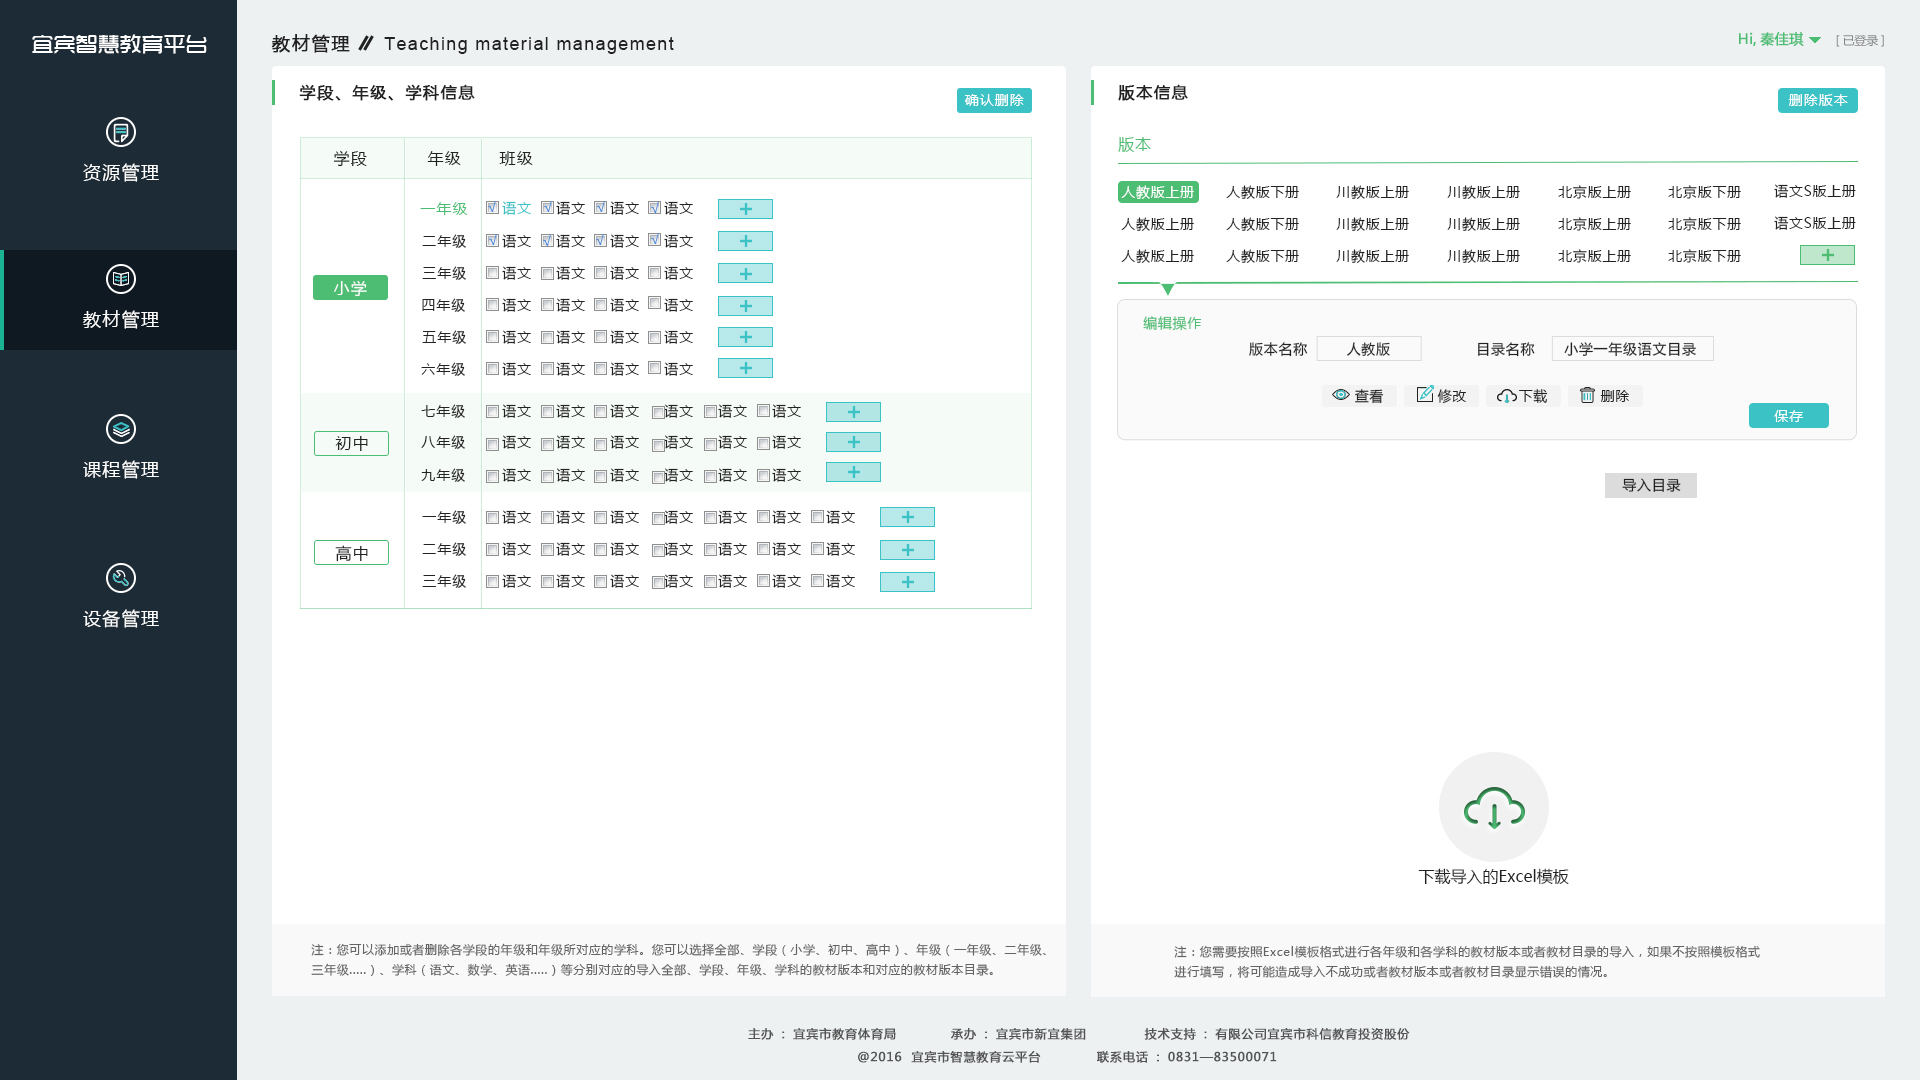 宜宾智慧教育平台
资源管理
教材管理
课程管理
设备管理
教材管理 // Teaching material management
Hi, 秦佳琪 [ 已登录 ]
学段、年级、学科信息
确认删除
学段 年级 班级
小学
一年级 语文 语文 语文 语文 +
二年级 语文 语文 语文 语文 +
三年级 语文 语文 语文 语文 +
四年级 语文 语文 语文 语文 +
五年级 语文 语文 语文 语文 +
六年级 语文 语文 语文 语文 +
初中
七年级 语文 语文 语文 语文 语文 语文 +
八年级 语文 语文 语文 语文 语文 语文 +
九年级 语文 语文 语文 语文 语文 语文 +
高中
一年级 语文 语文 语文 语文 语文 语文 语文 +
二年级 语文 语文 语文 语文 语文 语文 语文 +
三年级 语文 语文 语文 语文 语文 语文 语文 +
注：您可以添加或者删除各学段的年级和年级所对应的学科。您可以选择全部、学段（小学、初中、高中）、年级（一年级、二年级、
三年级.....）、学科（语文、数学、英语.....）等分别对应的导入全部、学段、年级、学科的教材版本和对应的教材版本目录。
版本信息
删除版本
版本
人教版上册 人教版下册 川教版上册 川教版上册 北京版上册 北京版下册 语文S版上册
人教版上册 人教版下册 川教版上册 川教版上册 北京版上册 北京版下册 语文S版上册
人教版上册 人教版下册 川教版上册 川教版上册 北京版上册 北京版下册 +
编辑操作
版本名称 人教版 目录名称 小学一年级语文目录
查看 修改 下载 删除
保存
导入目录
下载导入的Excel模板
注：您需要按照Excel模板格式进行各年级和各学科的教材版本或者教材目录的导入，如果不按照模板格式
进行填写，将可能造成导入不成功或者教材版本或者教材目录显示错误的情况。
主办 ： 宜宾市教育体育局 承办 ： 宜宾市新宜集团 技术支持 ： 有限公司宜宾市科信教育投资股份
@2016 宜宾市智慧教育云平台 联系电话 ： 0831—83500071